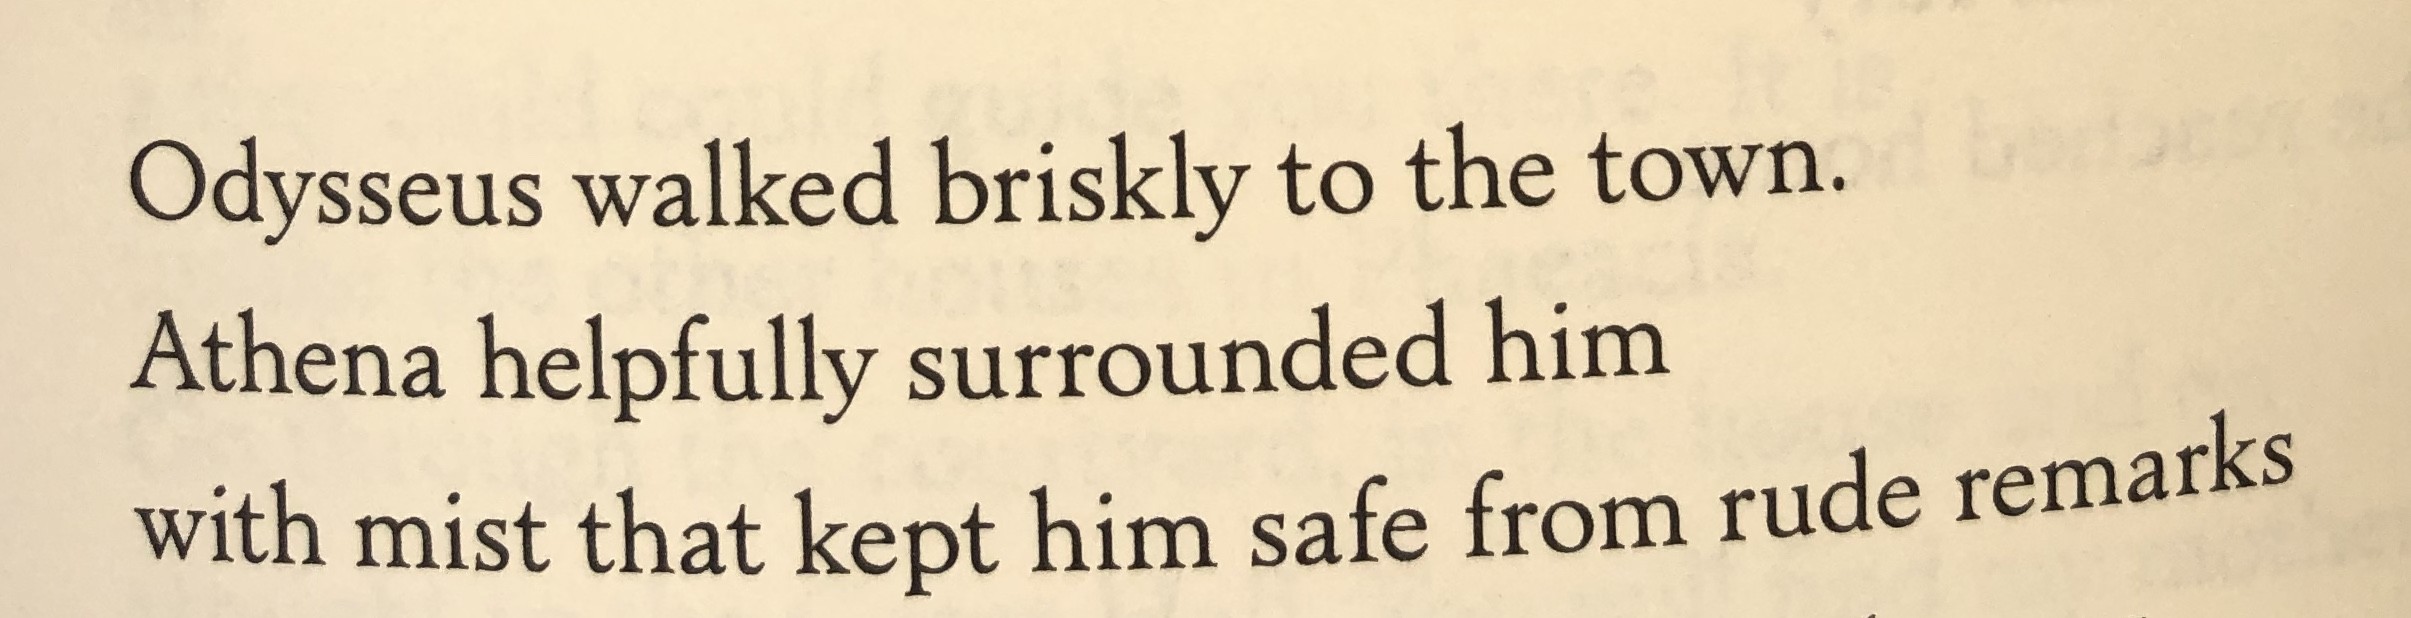 Odysseus walked briskly to the town.
Athena helpfully surrounded him
with mist that kept him safe from rude remarks